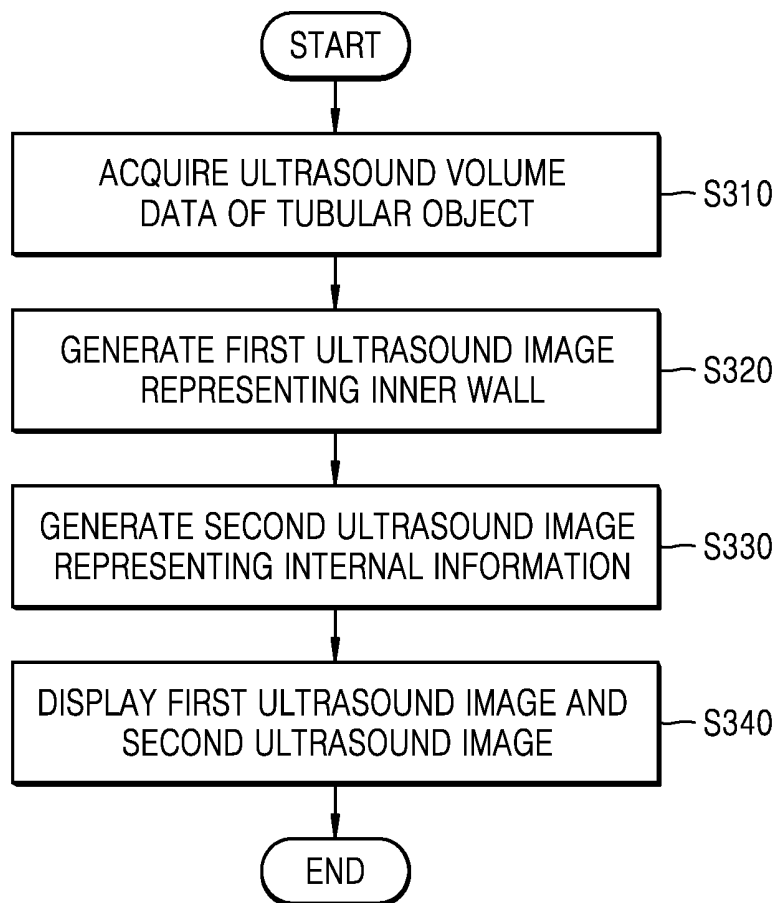 START
ACQUIRE ULTRASOUND VOLUME
DATA OF TUBULAR OBJECT
S310
GENERATE FIRST ULTRASOUND IMAGE
REPRESENTING INNER WALL
S320
GENERATE SECOND ULTRASOUND IMAGE
REPRESENTING INTERNAL INFORMATION
S330
DISPLAY FIRST ULTRASOUND IMAGE AND
SECOND ULTRASOUND IMAGE
S340
END